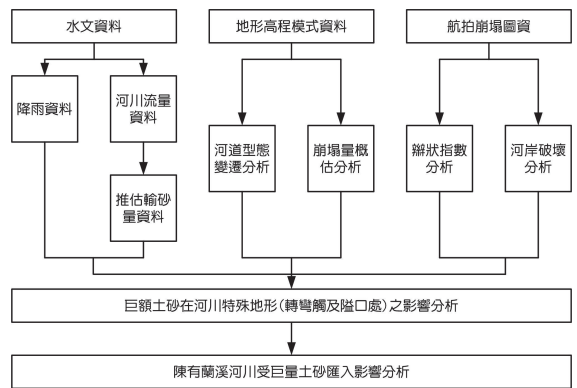 水文資料
地形高程模式資料
航拍崩塌圖資
降雨資料
河川流量
資料
推估輸砂
量資料
河道型態
變遷分析
崩塌量概
估分析
辮狀指數
分析
河岸破壞
分析
巨額土砂在河川特殊地形(轉彎觸及隘口處)之影響分析
陳有蘭溪河川受巨量土砂匯入影響分析